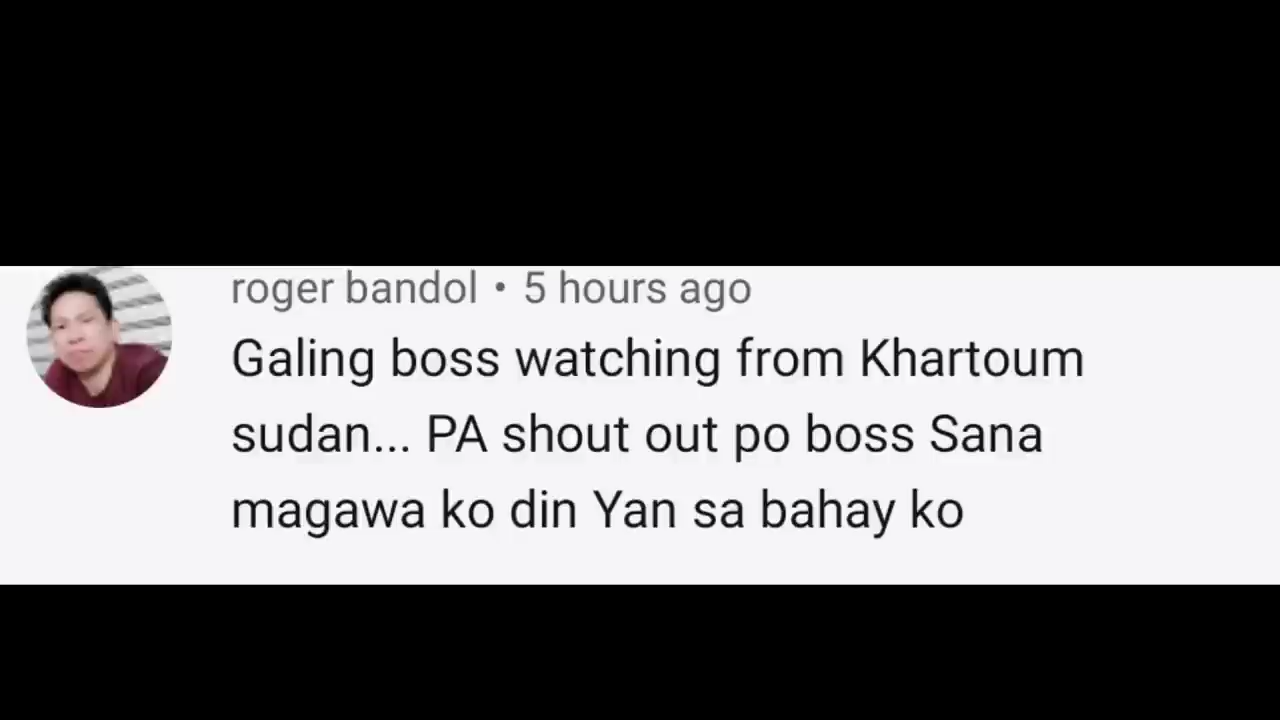 roger bandol • 5 hours ago
Galing boss watching from Khartoum
sudan... PA shout out po boss Sana
magawa ko din Yan sa bahay ko